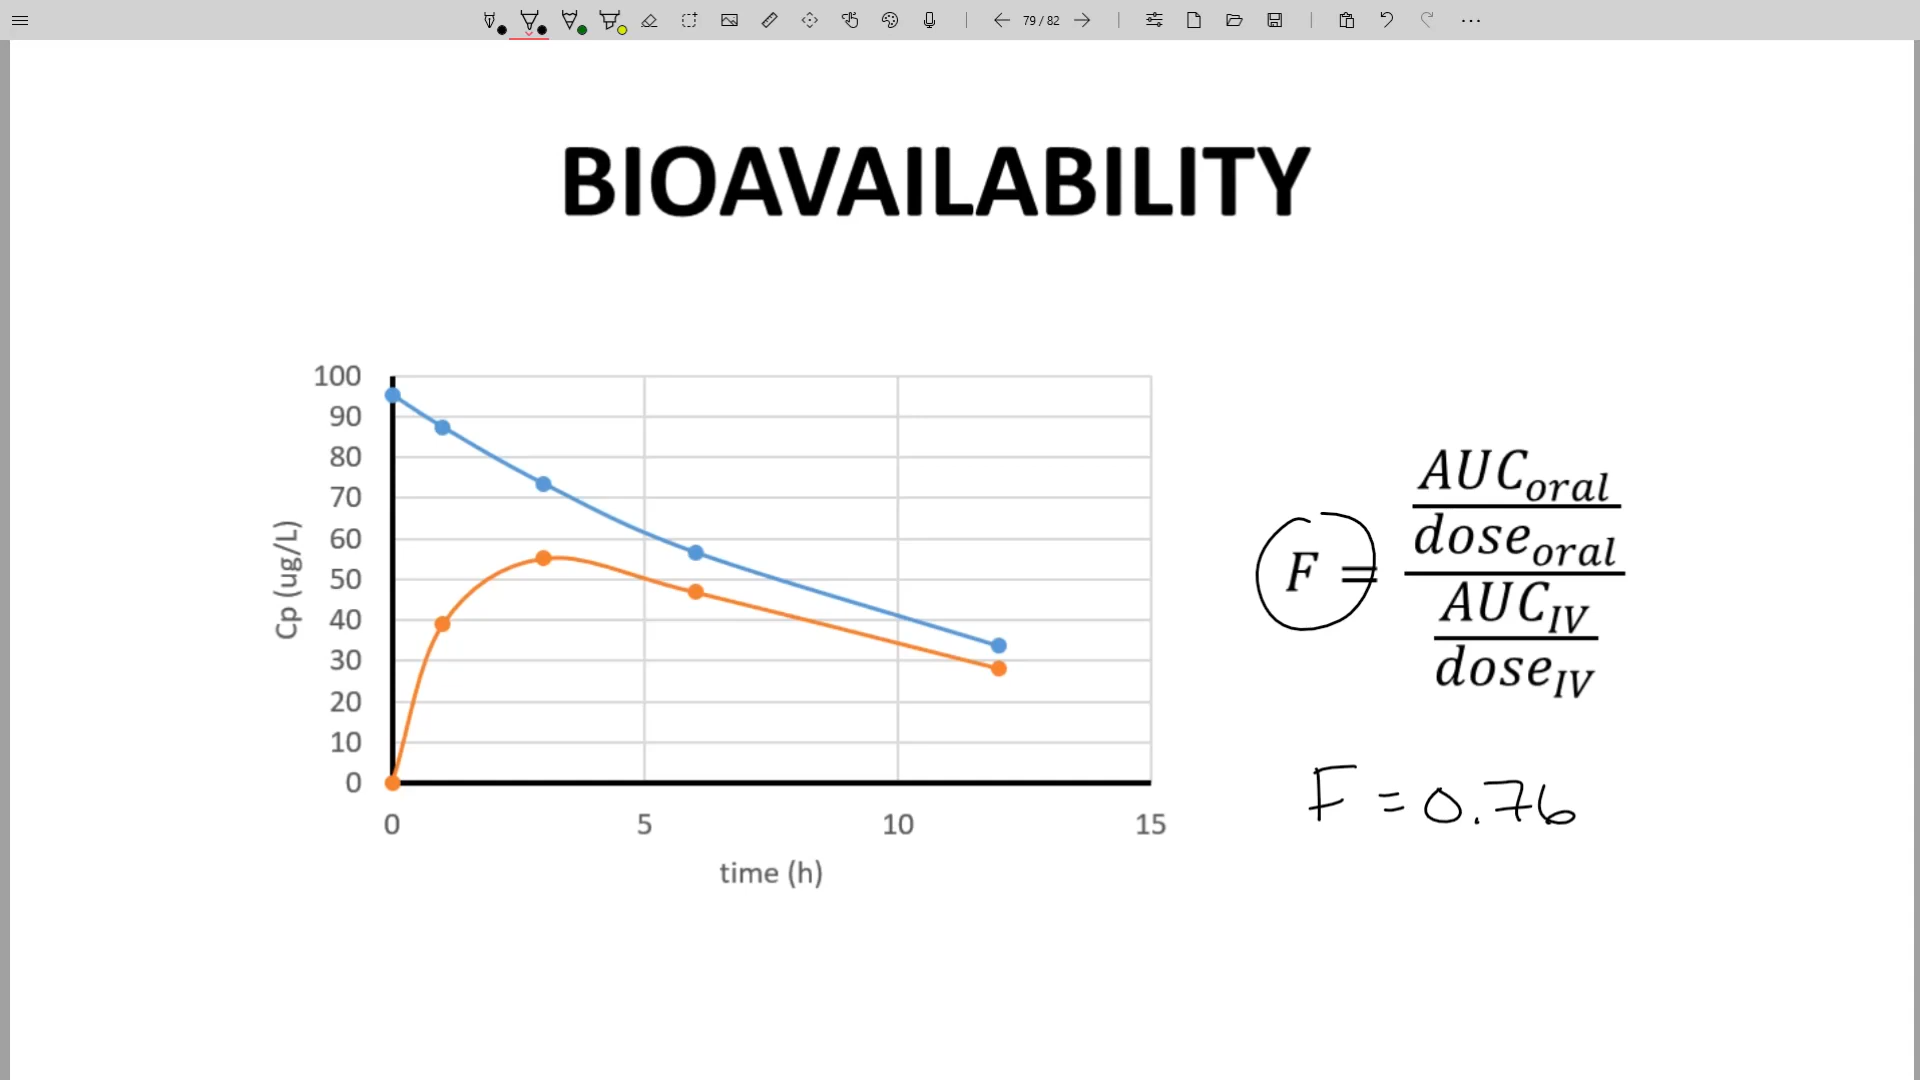 79 / 82
BIOAVAILABILITY
100
90
80
70
60
50
40
30
20
10
0
Cp (ug/L)
0 5 10 15
time (h)
AUCoral
doseoral
F =
AUCIV
doseIV
F = 0.76